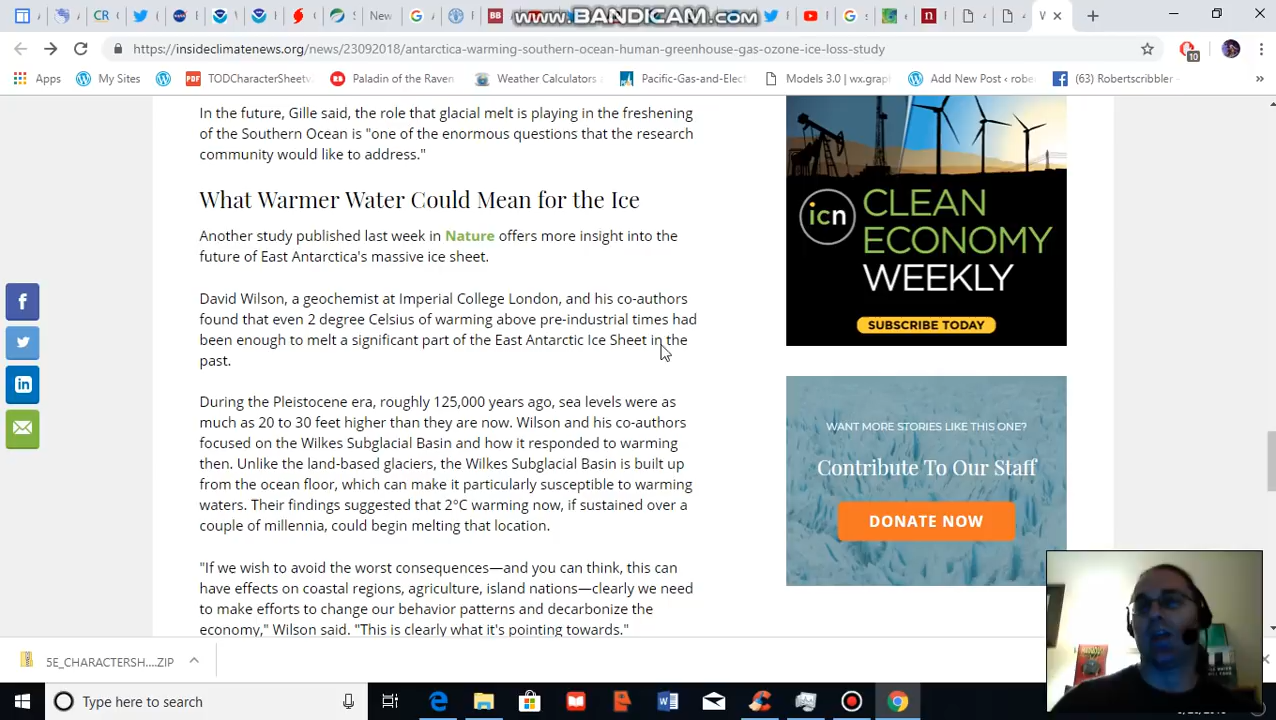 New
www.BANDICAM.com
https://insideclimatenews.org/news/23092018/antarctica-warming-southern-ocean-human-greenhouse-gas-ozone-ice-loss-study
10
Apps My Sites TODCharacterSheetv Paladin of the Raven Weather Calculators Pacific-Gas-and-Elect Models 3.0 | wx.grap Add New Post ‹ robe (63) Robertscribbler - »
In the future, Gille said, the role that glacial melt is playing in the freshening
of the Southern Ocean is "one of the enormous questions that the research
community would like to address."
What Warmer Water Could Mean for the Ice
Another study published last week in Nature offers more insight into the
future of East Antarctica's massive ice sheet.
David Wilson, a geochemist at Imperial College London, and his co-authors
found that even 2 degree Celsius of warming above pre-industrial times had
been enough to melt a significant part of the East Antarctic Ice Sheet in the
past.
During the Pleistocene era, roughly 125,000 years ago, sea levels were as
much as 20 to 30 feet higher than they are now. Wilson and his co-authors
focused on the Wilkes Subglacial Basin and how it responded to warming
then. Unlike the land-based glaciers, the Wilkes Subglacial Basin is built up
from the ocean floor, which can make it particularly susceptible to warming
waters. Their findings suggested that 2°C warming now, if sustained over a
couple of millennia, could begin melting that location.
"If we wish to avoid the worst consequences—and you can think, this can
have effects on coastal regions, agriculture, island nations—clearly we need
to make efforts to change our behavior patterns and decarbonize the
economy," Wilson said. "This is clearly what it's pointing towards."
icn
CLEAN
ECONOMY
WEEKLY
SUBSCRIBE TODAY
WANT MORE STORIES LIKE THIS ONE?
Contribute To Our Staff
DONATE NOW
5E_CHARACTERSH....ZIP
Type here to search